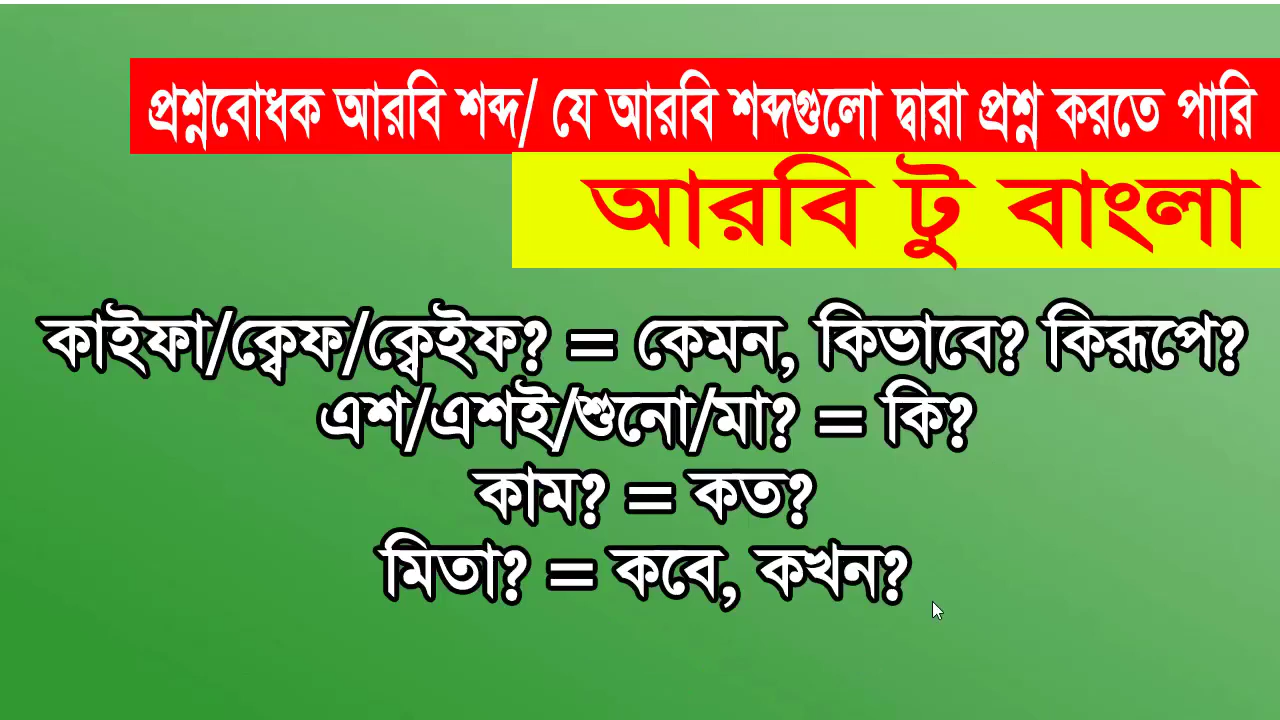 প্রশ্নবোধক আরবি শব্দ/ যে আরবি শব্দগুলো দ্বারা প্রশ্ন করতে পারি
আরবি টু বাংলা
কাইফা/ক্বেফ/ক্বেইফ? = কেমন, কিভাবে? কিরূপে?
এশ/এশই/শুনো/মা? = কি?
কাম? = কত?
মিতা? = কবে, কখন?